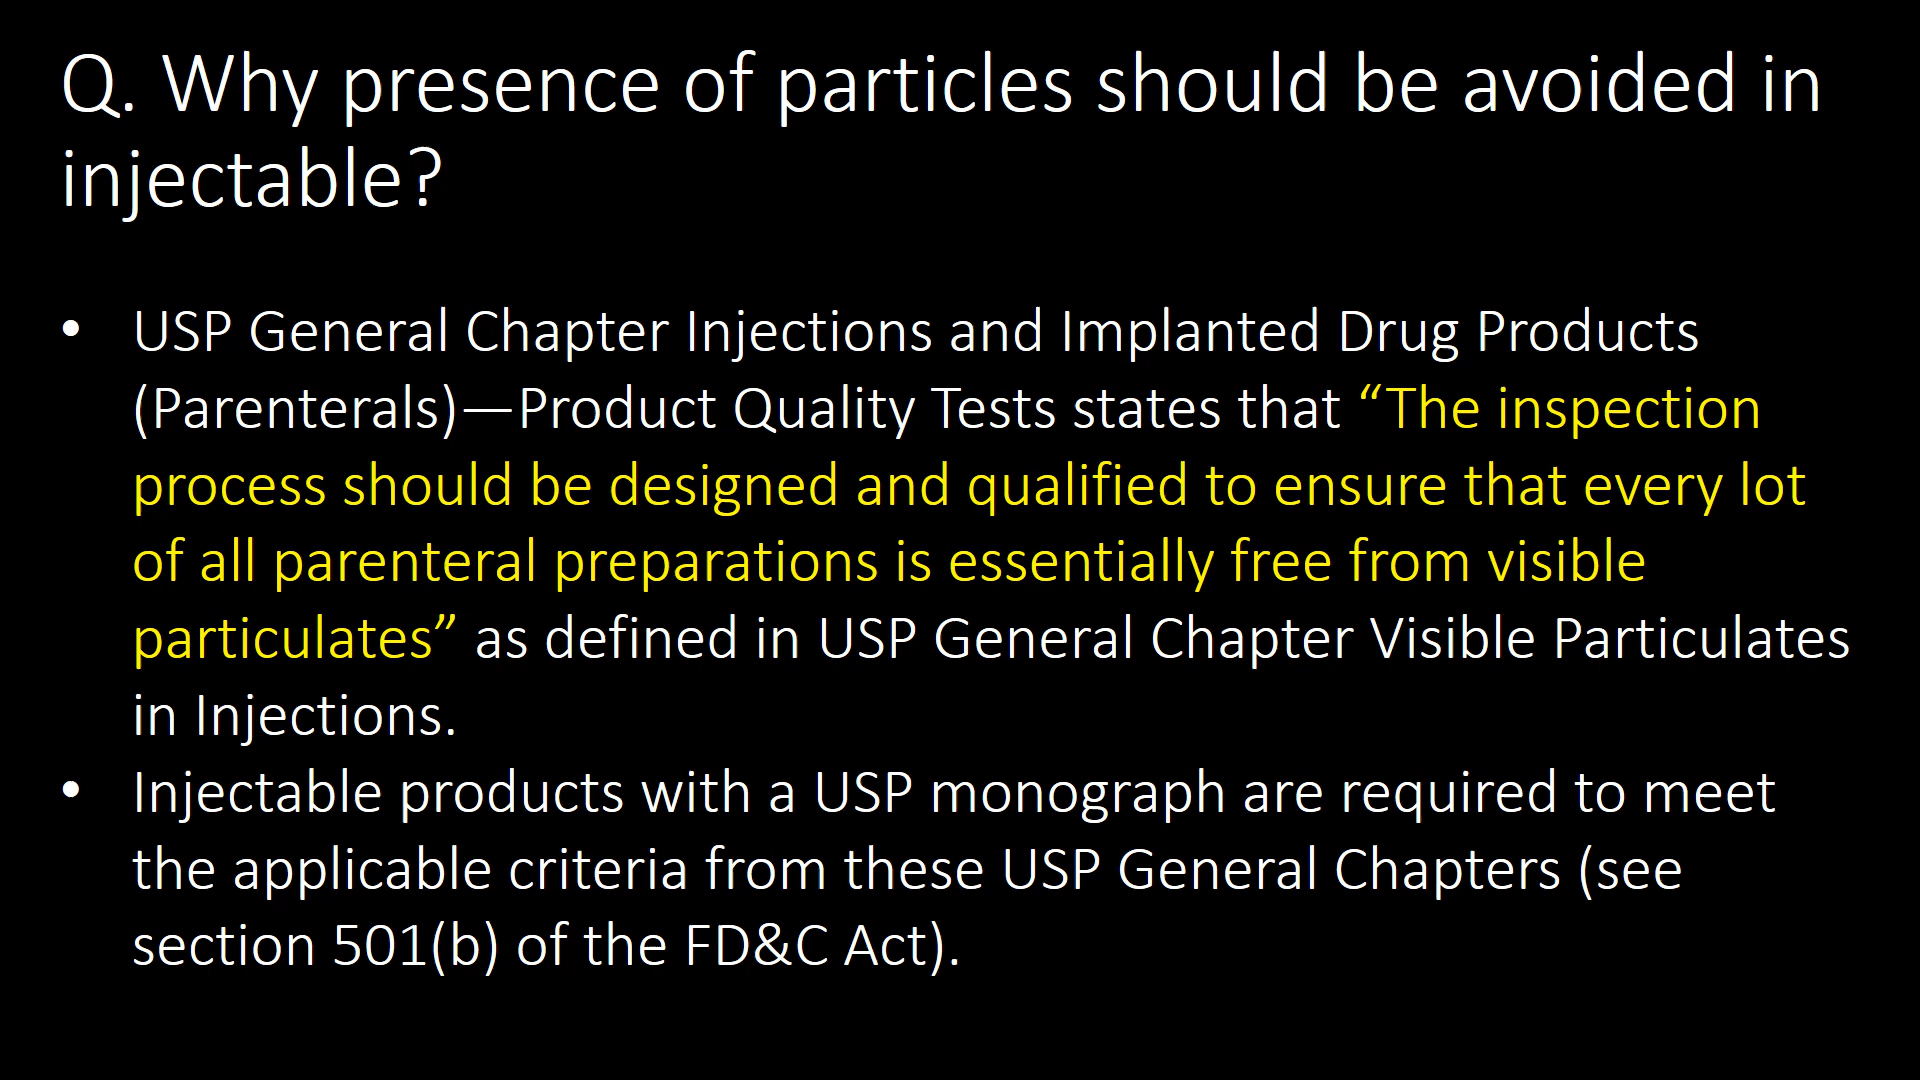 Q. Why presence of particles should be avoided in
injectable?
• USP General Chapter Injections and Implanted Drug Products
(Parenterals)—Product Quality Tests states that “The inspection
process should be designed and qualified to ensure that every lot
of all parenteral preparations is essentially free from visible
particulates” as defined in USP General Chapter Visible Particulates
in Injections.
• Injectable products with a USP monograph are required to meet
the applicable criteria from these USP General Chapters (see
section 501(b) of the FD&C Act).